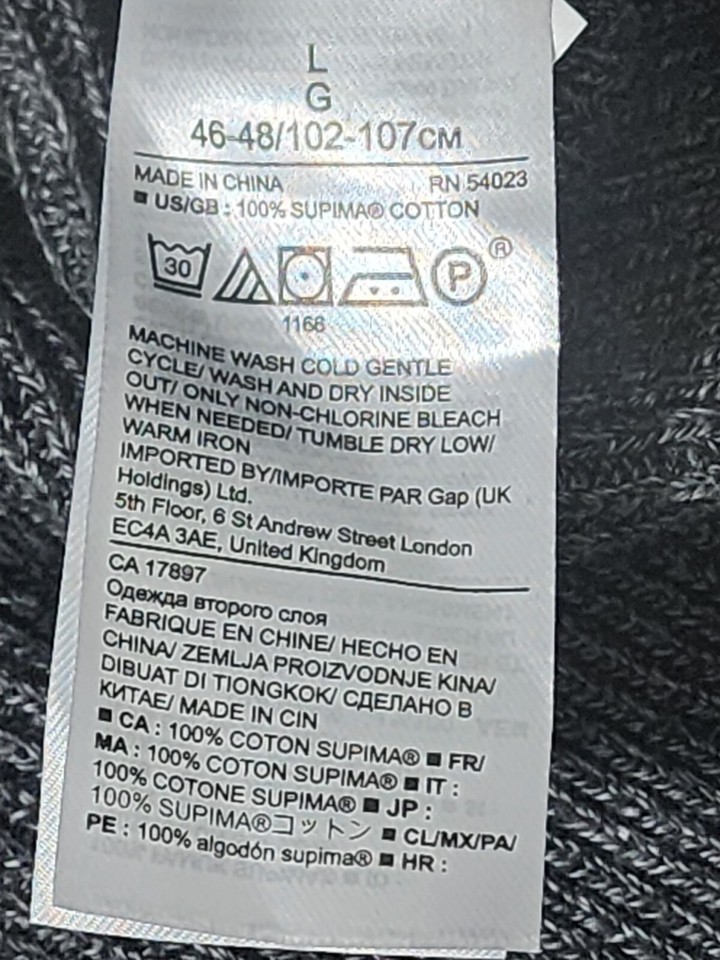 L
G
46-48/102-107CM
MADE IN CHINA RN 54023
■ US/GB : 100% SUPIMA® COTTON
30 P ®
1166
MACHINE WASH COLD GENTLE
CYCLE/ WASH AND DRY INSIDE
OUT/ ONLY NON-CHLORINE BLEACH
WHEN NEEDED/ TUMBLE DRY LOW/
WARM IRON
IMPORTED BY/IMPORTE PAR Gap (UK
Holdings) Ltd.
5th Floor, 6 St Andrew Street London
EC4A 3AE, United Kingdom
CA 17897
Одежда второго слоя
FABRIQUE EN CHINE/ HECHO EN
CHINA/ ZEMLJA PROIZVODNJE KINA/
DIBUAT DI TIONGKOK/ СДЕЛАНО В
КИТАЕ/ MADE IN CIN
■ CA : 100% COTON SUPIMA® ■ FR/
MA : 100% COTON SUPIMA® ■ IT :
100% COTONE SUPIMA® ■ JP :
100% SUPIMA®コットン ■ CL/MX/PA/
PE : 100% algodón supima® ■ HR :